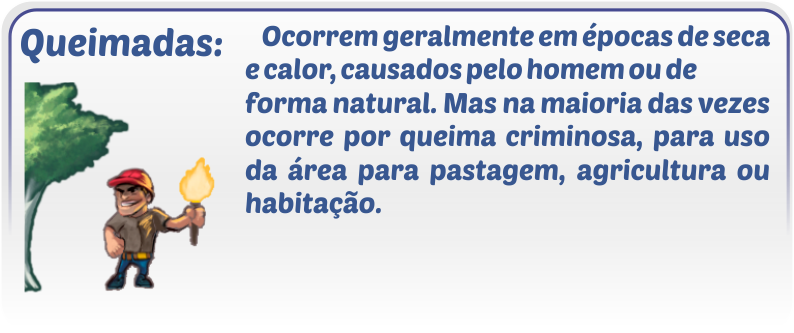 Queimadas:
Ocorrem geralmente em épocas de seca
e calor, causados pelo homem ou de
forma natural. Mas na maioria das vezes
ocorre por queima criminosa, para uso
da área para pastagem, agricultura ou
habitação.